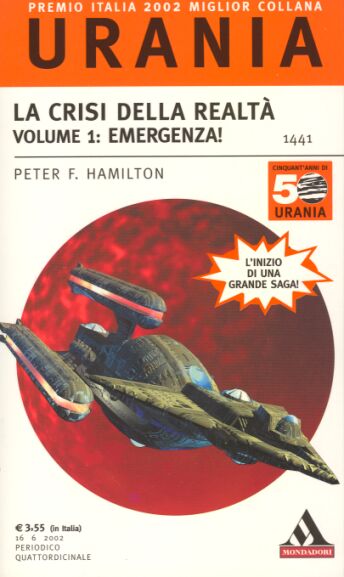 PREMIO ITALIA 2002 MIGLIOR COLLANA
URANIA
LA CRISI DELLA REALTÀ
VOLUME 1: EMERGENZA!
1441
PETER F. HAMILTON
CINQUANT'ANNI DI
50
URANIA
L'INIZIO
DI UNA
GRANDE SAGA!
€ 3,55 (in Italia)
16 6 2002
PERIODICO
QUATTORDICINALE
MONDADORI